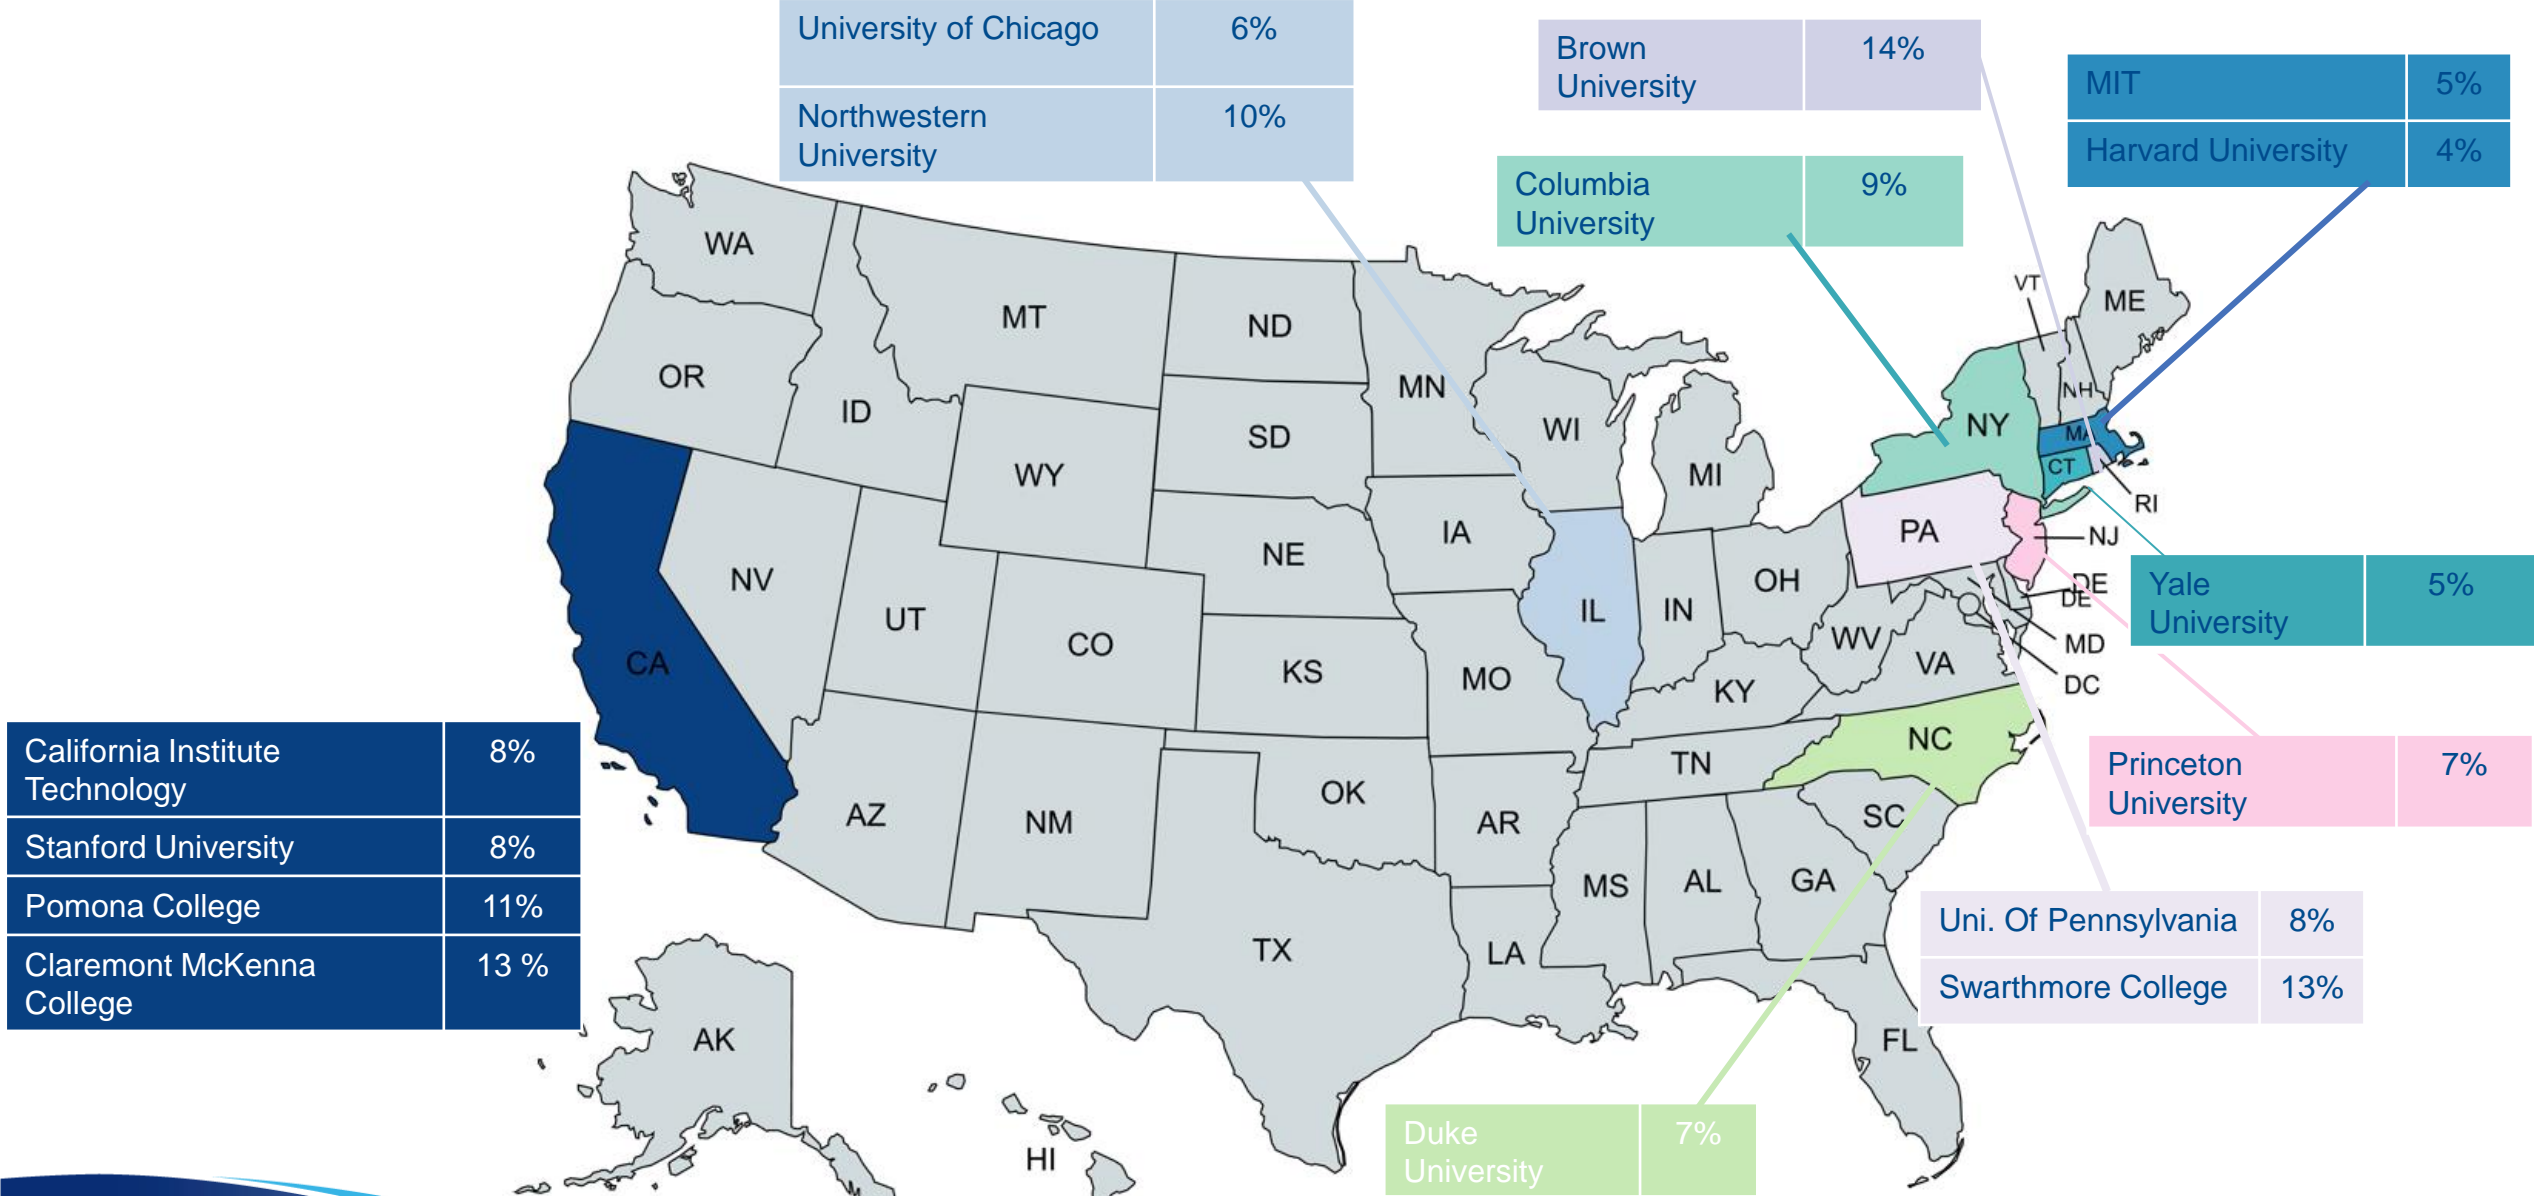 University of Chicago 6%
Northwestern 10%
University
Brown 14%
University
MIT 5%
Harvard University 4%
Columbia 9%
University
WA
OR
ID
MT
ND
MN
SD
WY
WI
MI
NY
VT
ME
NH
MA
CT
RI
NJ
PA
DE
DE
MD
DC
NV
UT
CO
NE
IA
IL
IN
OH
WV
VA
KY
KS
MO
CA
AZ
NM
OK
AR
TN
NC
SC
MS
AL
GA
TX
LA
FL
AK
HI
Yale 5%
University
Princeton 7%
University
California Institute 8%
Technology
Stanford University 8%
Pomona College 11%
Claremont McKenna 13 %
College
Uni. Of Pennsylvania 8%
Swarthmore College 13%
Duke 7%
University